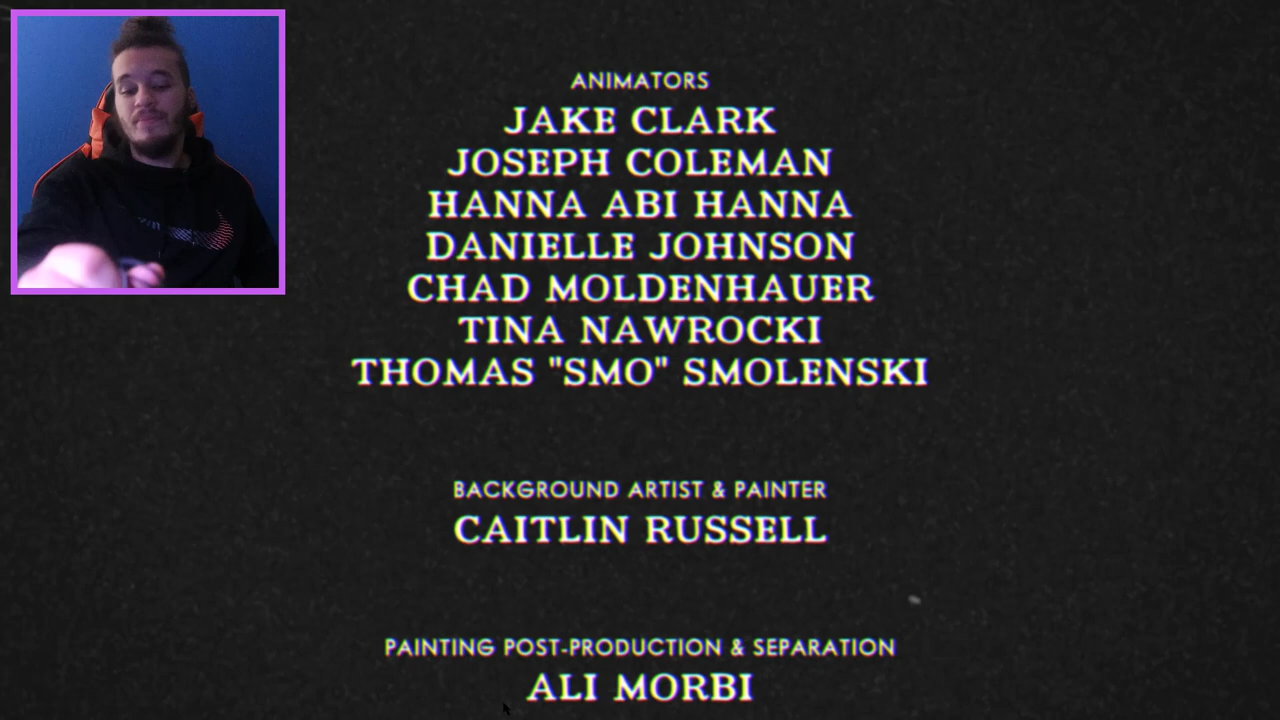 ANIMATORS
JAKE CLARK
JOSEPH COLEMAN
HANNA ABI HANNA
DANIELLE JOHNSON
CHAD MOLDENHAUER
TINA NAWROCKI
THOMAS "SMO" SMOLENSKI
BACKGROUND ARTIST & PAINTER
CAITLIN RUSSELL
PAINTING POST-PRODUCTION & SEPARATION
ALI MORBI